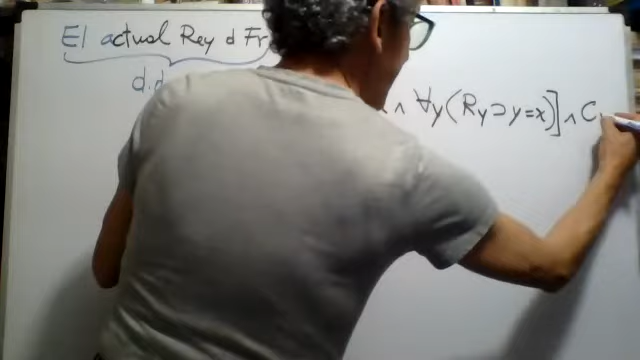 El actual Rey d Fr
d.d
∧ ∀y(Ry⊃y=x)]∧C